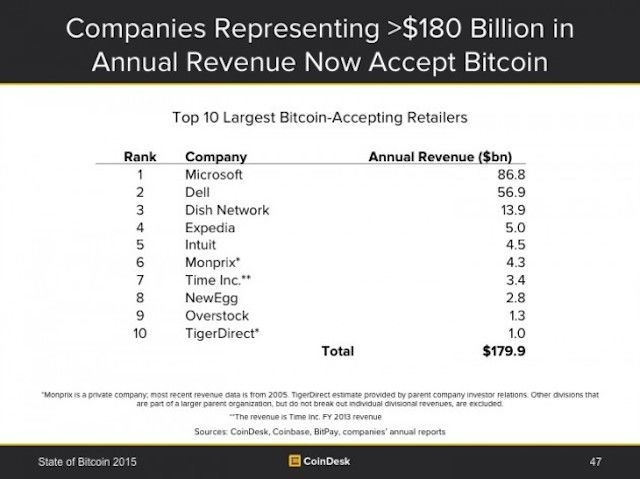 Companies Representing >$180 Billion in
Annual Revenue Now Accept Bitcoin
Top 10 Largest Bitcoin-Accepting Retailers
Rank Company Annual Revenue ($bn)
1 Microsoft 86.8
2 Dell 56.9
3 Dish Network 13.9
4 Expedia 5.0
5 Intuit 4.5
6 Monprix* 4.3
7 Time Inc.** 3.4
8 NewEgg 2.8
9 Overstock 1.3
10 TigerDirect* 1.0
Total $179.9
*Monprix is a private company; most recent revenue data is from 2005. TigerDirect estimate provided by parent company investor relations. Other divisions that
are part of a larger parent organization, but do not break out individual divisional revenues, are excluded.
**The revenue is Time Inc. FY 2013 revenue
Sources: CoinDesk, Coinbase, BitPay, companies' annual reports
State of Bitcoin 2015 CoinDesk 47